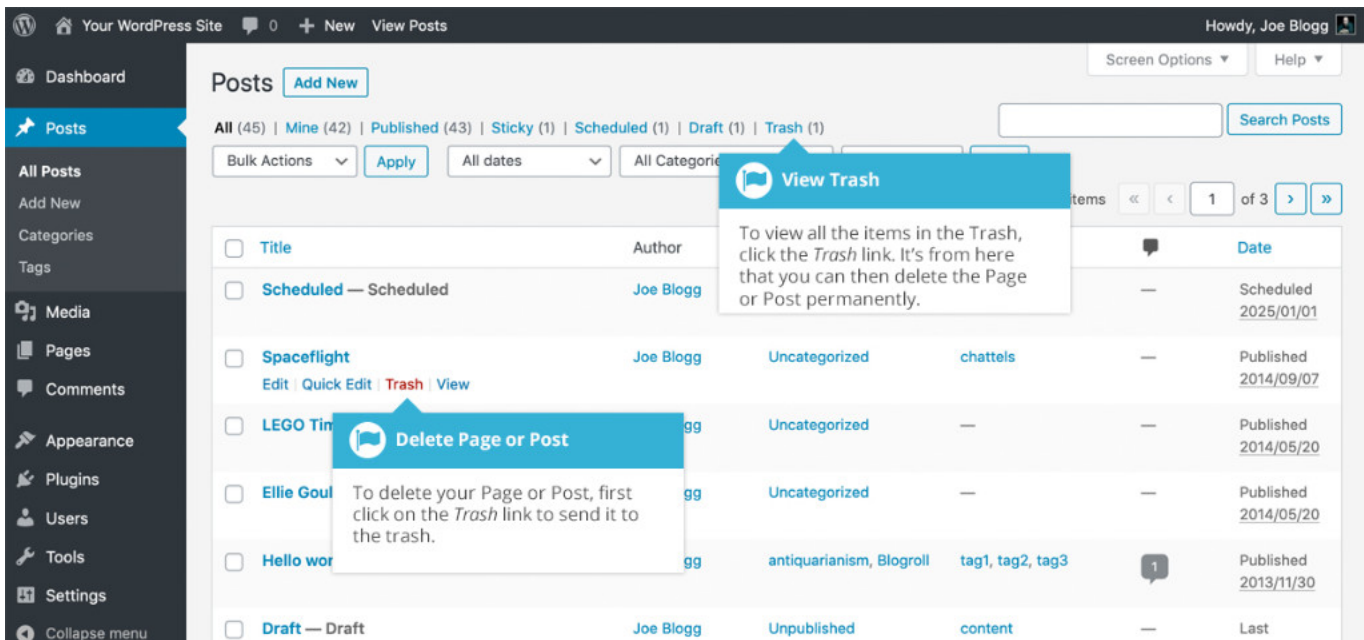 Your WordPress Site 0 + New View Posts Howdy, Joe Blogg
Screen Options ▼ Help ▼
Dashboard
Posts
All Posts
Add New
Categories
Tags
Media
Pages
Comments
Appearance
Plugins
Users
Tools
Settings
Collapse menu
Posts Add New
All (45) | Mine (42) | Published (43) | Sticky (1) | Scheduled (1) | Draft (1) | Trash (1)
Search Posts
Bulk Actions Apply All dates All Categorie
items « ‹ 1 of 3 › »
View Trash
To view all the items in the Trash,
click the Trash link. It's from here
that you can then delete the Page
or Post permanently.
Title Author Date
Scheduled — Scheduled Joe Blogg Scheduled
2025/01/01
Spaceflight Joe Blogg Uncategorized chattels — Published
Edit | Quick Edit | Trash | View 2014/09/07
LEGO Tim gg Uncategorized — — Published
2014/05/20
Delete Page or Post
To delete your Page or Post, first
click on the Trash link to send it to
the trash.
Ellie Goul gg Uncategorized — — Published
2014/05/20
Hello wor gg antiquarianism, Blogroll tag1, tag2, tag3 1 Published
2013/11/30
Draft — Draft Joe Blogg Unpublished content — Last